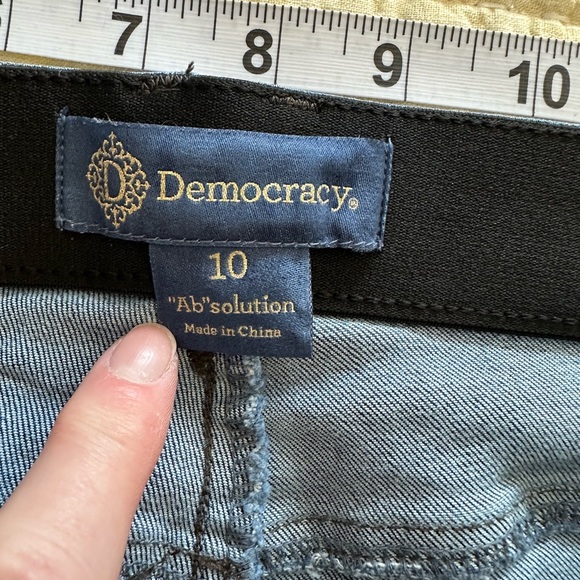 7 8 9 10
D Democracy®
10
"Ab"solution
Made in China